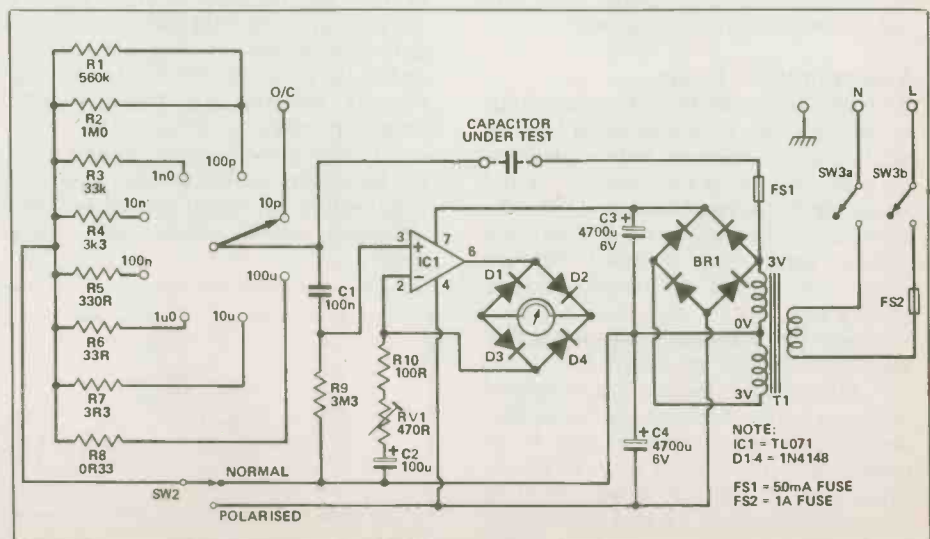 R1
560k
R2
1M0
O/C
R3
33k
1n0
100p
10n
R4
3k3
10p
100n
R5
330R
100u
1u0
10u
R6
33R
R7
3R3
R8
0R33
SW2
NORMAL
POLARISED
CAPACITOR
UNDER TEST
C1
100n
R9
3M3
3
+
7
IC1
6
2
–
4
D1
D2
D3
D4
R10
100R
RV1
470R
+
C2
100u
C3
4700u
6V
+
C4
4700u
6V
+
BR1
FS1
3V
0V
3V
T1
N
L
SW3a
SW3b
FS2
NOTE:
IC1 = TL071
D1-4 = 1N4148
FS1 = 50mA FUSE
FS2 = 1A FUSE